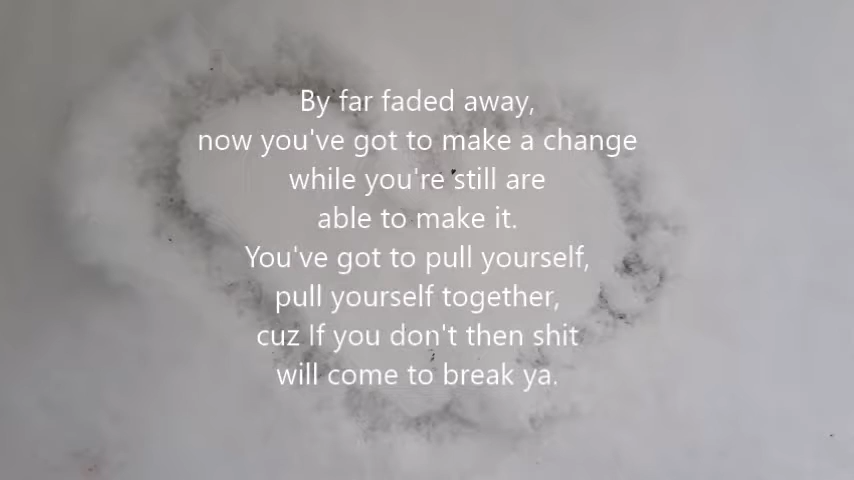 By far faded away,
now you've got to make a change
while you're still are
able to make it.
You've got to pull yourself,
pull yourself together,
cuz If you don't then shit
will come to break ya.